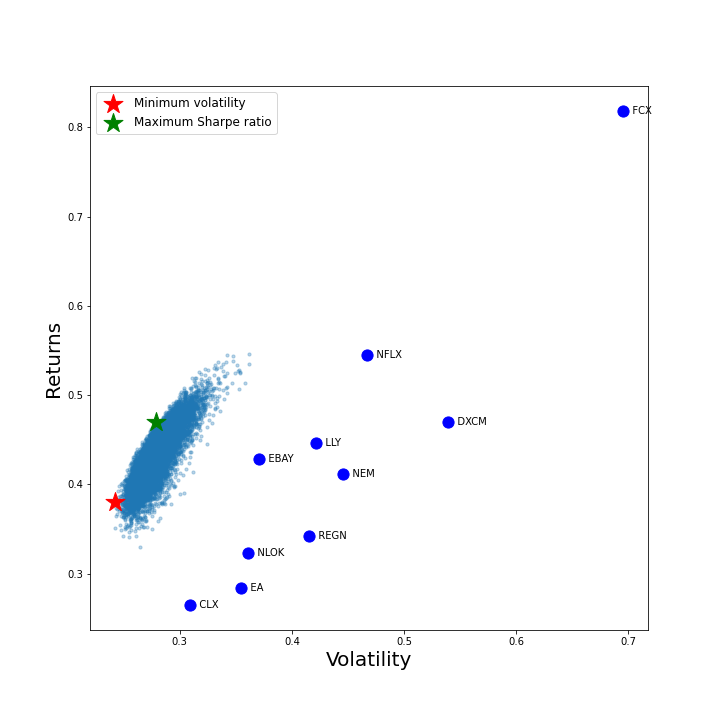 Minimum volatility
Maximum Sharpe ratio
FCX
0.8
0.7
0.6
NFLX
0.5
DXCM
LLY
EBAY
NEM
0.4
REGN
NLOK
0.3
EA
CLX
Returns
0.3 0.4 0.5 0.6 0.7
Volatility